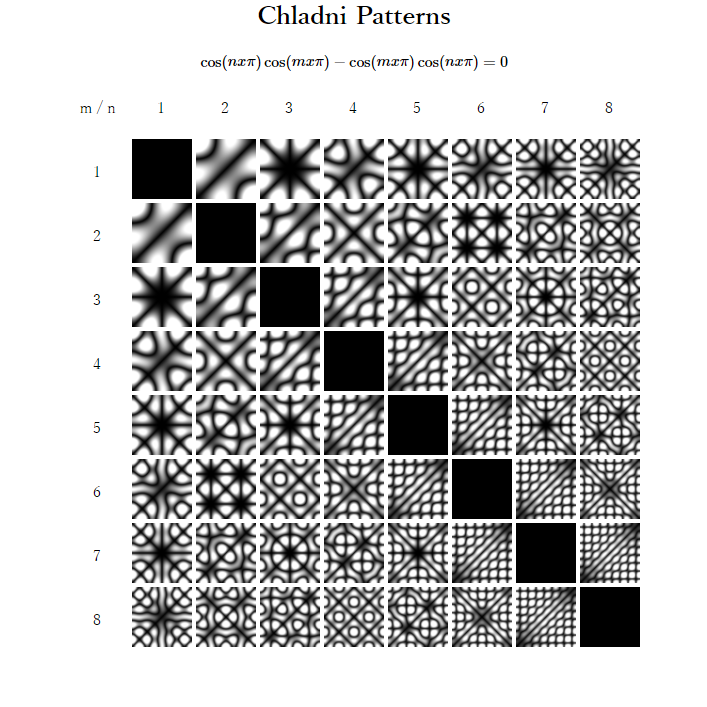 Chladni Patterns
cos(nxπ) cos(mxπ) − cos(mxπ) cos(nxπ) = 0
m / n 1 2 3 4 5 6 7 8
1
2
3
4
5
6
7
8